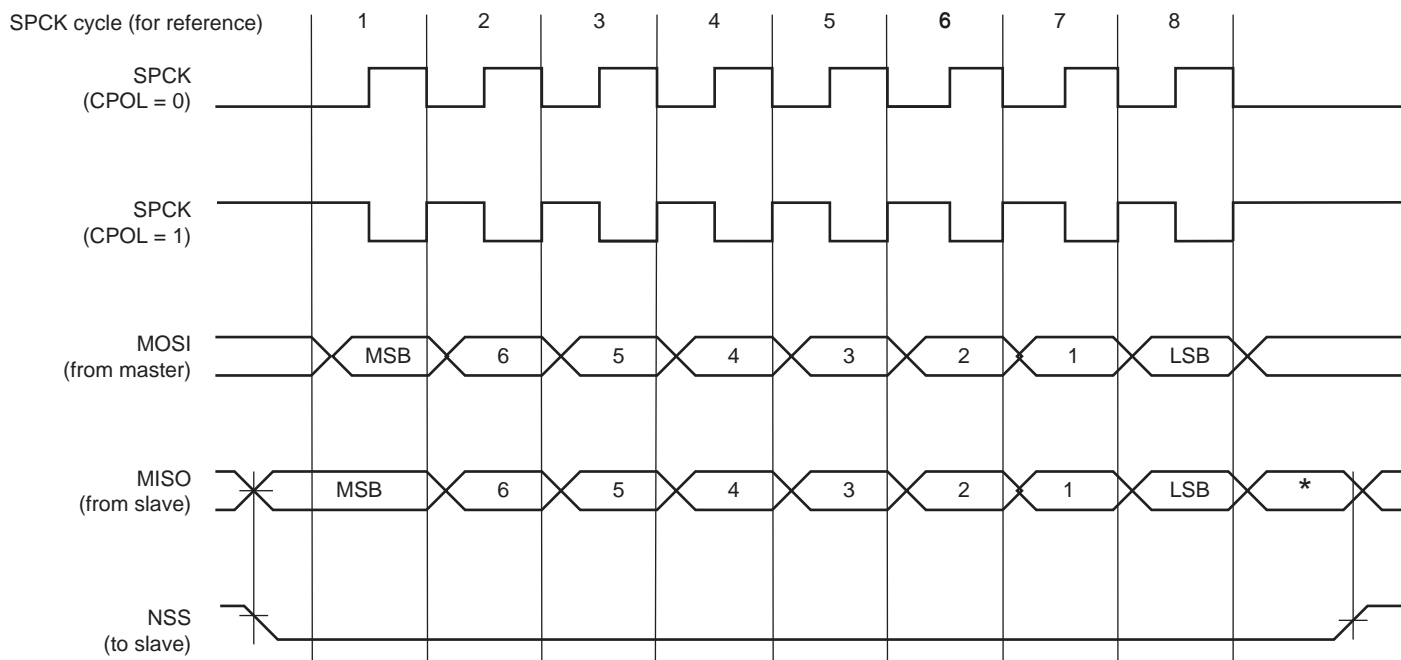 SPCK cycle (for reference) 1 2 3 4 5 6 7 8
SPCK
(CPOL = 0)
SPCK
(CPOL = 1)
MOSI
(from master)
MSB 6 5 4 3 2 1 LSB
MISO
(from slave)
MSB 6 5 4 3 2 1 LSB *
NSS
(to slave)